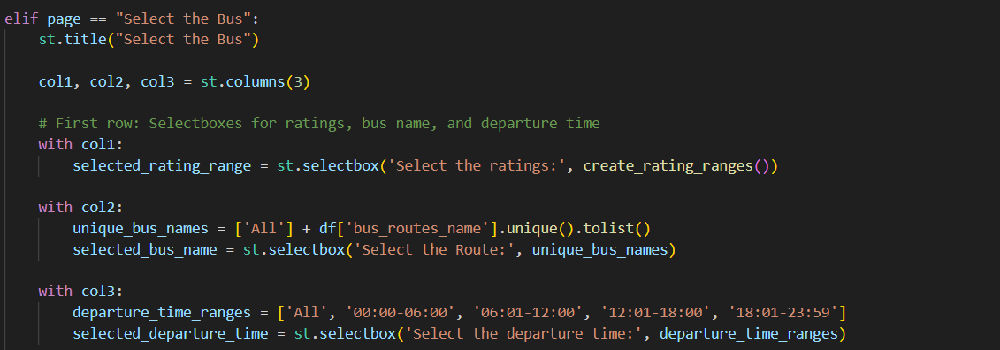 elif page == "Select the Bus":
    st.title("Select the Bus")

    col1, col2, col3 = st.columns(3)

    # First row: Selectboxes for ratings, bus name, and departure time
    with col1:
        selected_rating_range = st.selectbox('Select the ratings:', create_rating_ranges())

    with col2:
        unique_bus_names = ['All'] + df['bus_routes_name'].unique().tolist()
        selected_bus_name = st.selectbox('Select the Route:', unique_bus_names)

    with col3:
        departure_time_ranges = ['All', '00:00-06:00', '06:01-12:00', '12:01-18:00', '18:01-23:59']
        selected_departure_time = st.selectbox('Select the departure time:', departure_time_ranges)